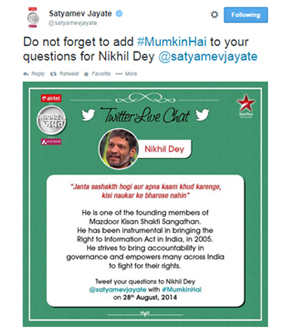 Satyamev Jayate
@satyamevjayate
Following
Do not forget to add #MumkinHai to your
questions for Nikhil Dey @satyamevjayate
Reply Retweet Favorite More
airtel
Twitter Live Chat
Nikhil Dey
"Janta sashakth hogi aur apna kaam khud karenge,
kisi naukar ke bharose nahin"
He is one of the founding members of
Mazdoor Kisan Shakti Sangathan.
He has been instrumental in bringing the
Right to Information Act in India, in 2005.
He strives to bring accountability in
governance and empowers many across India
to fight for their rights.
Tweet your questions to Nikhil Dey
@satyamevjayate with #MumkinHai
on 28th August, 2014